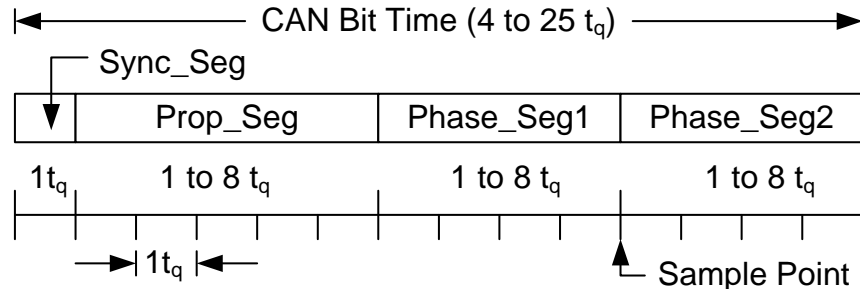 CAN Bit Time (4 to 25 tq)
Sync_Seg
Prop_Seg Phase_Seg1 Phase_Seg2
1tq 1 to 8 tq 1 to 8 tq 1 to 8 tq
1tq
Sample Point